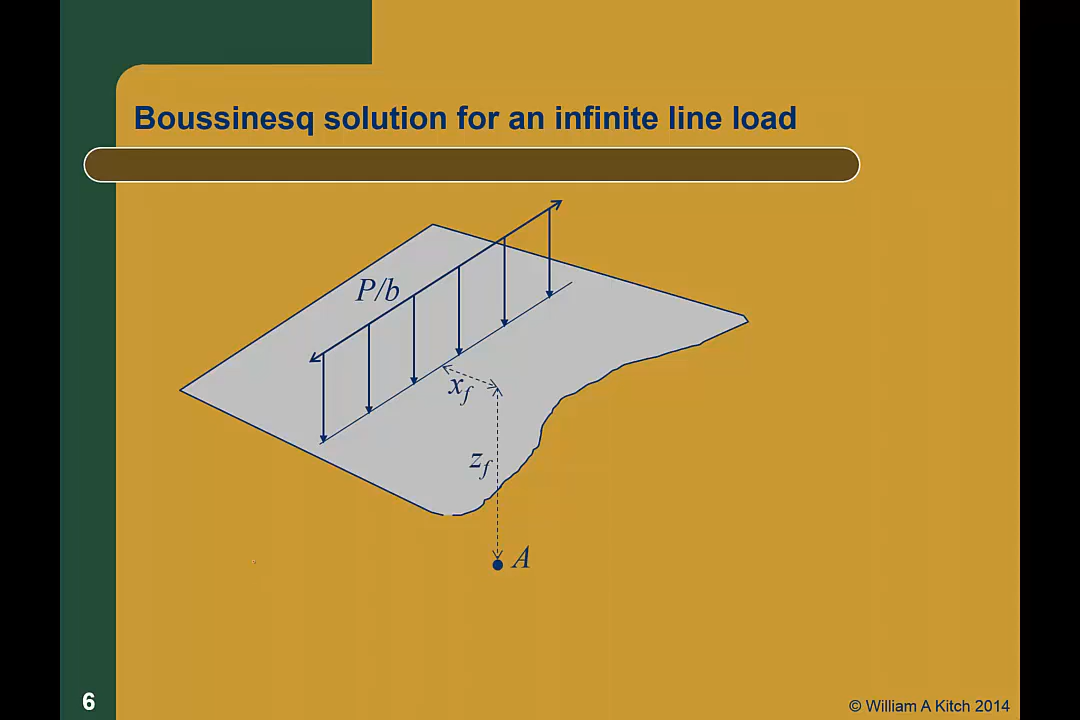 Boussinesq solution for an infinite line load
P/b
x_f
z_f
A
6
© William A Kitch 2014